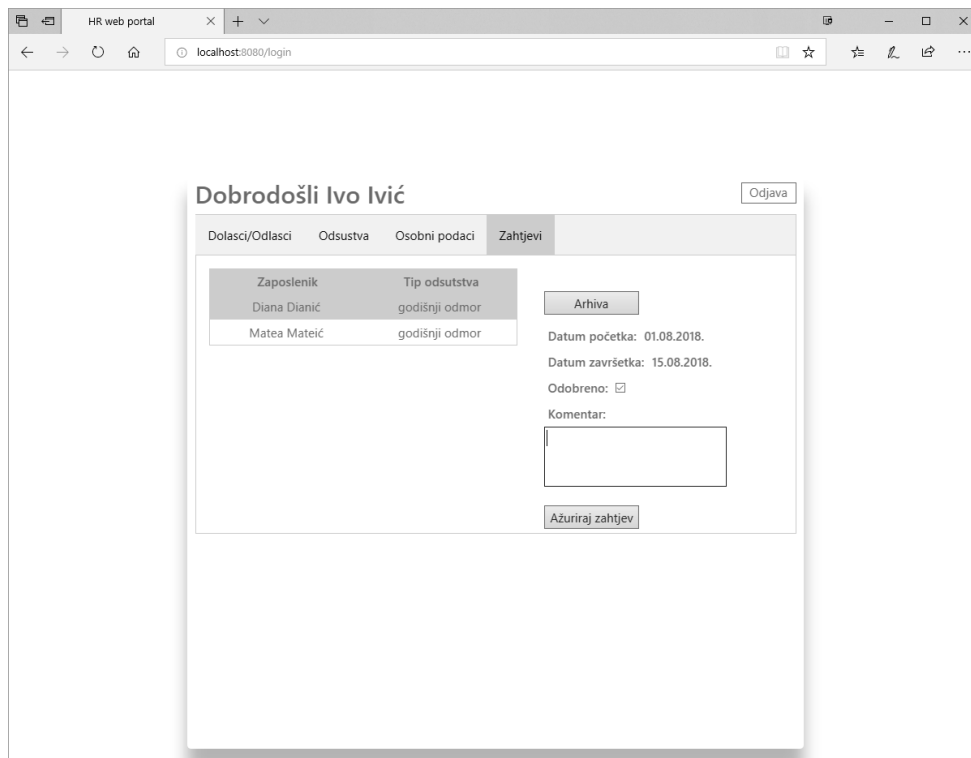 HR web portal
localhost:8080/login
Dobrodošli Ivo Ivić
Odjava
Dolasci/Odlasci Odsustva Osobni podaci Zahtjevi
Zaposlenik Tip odsutstva
Diana Dianić godišnji odmor
Matea Mateić godišnji odmor
Arhiva
Datum početka: 01.08.2018.
Datum završetka: 15.08.2018.
Odobreno:
Komentar:
Ažuriraj zahtjev